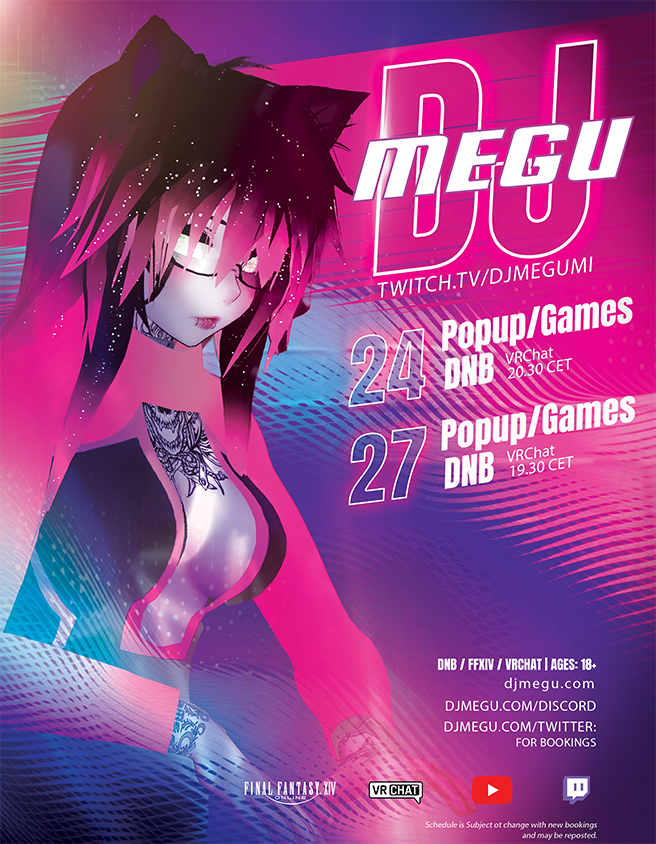 DJ
MEGU
TWITCH.TV/DJMEGUMI
24
Popup/Games
DNB
VRChat
20.30 CET
27
Popup/Games
DNB
VRChat
19.30 CET
DNB / FFXIV / VRCHAT | AGES: 18+
djmegu.com
DJMEGU.COM/DISCORD
DJMEGU.COM/TWITTER:
FOR BOOKINGS
FINAL FANTASY XIV
ONLINE
VRCHAT
Schedule is Subject ot change with new bookings
and may be reposted.